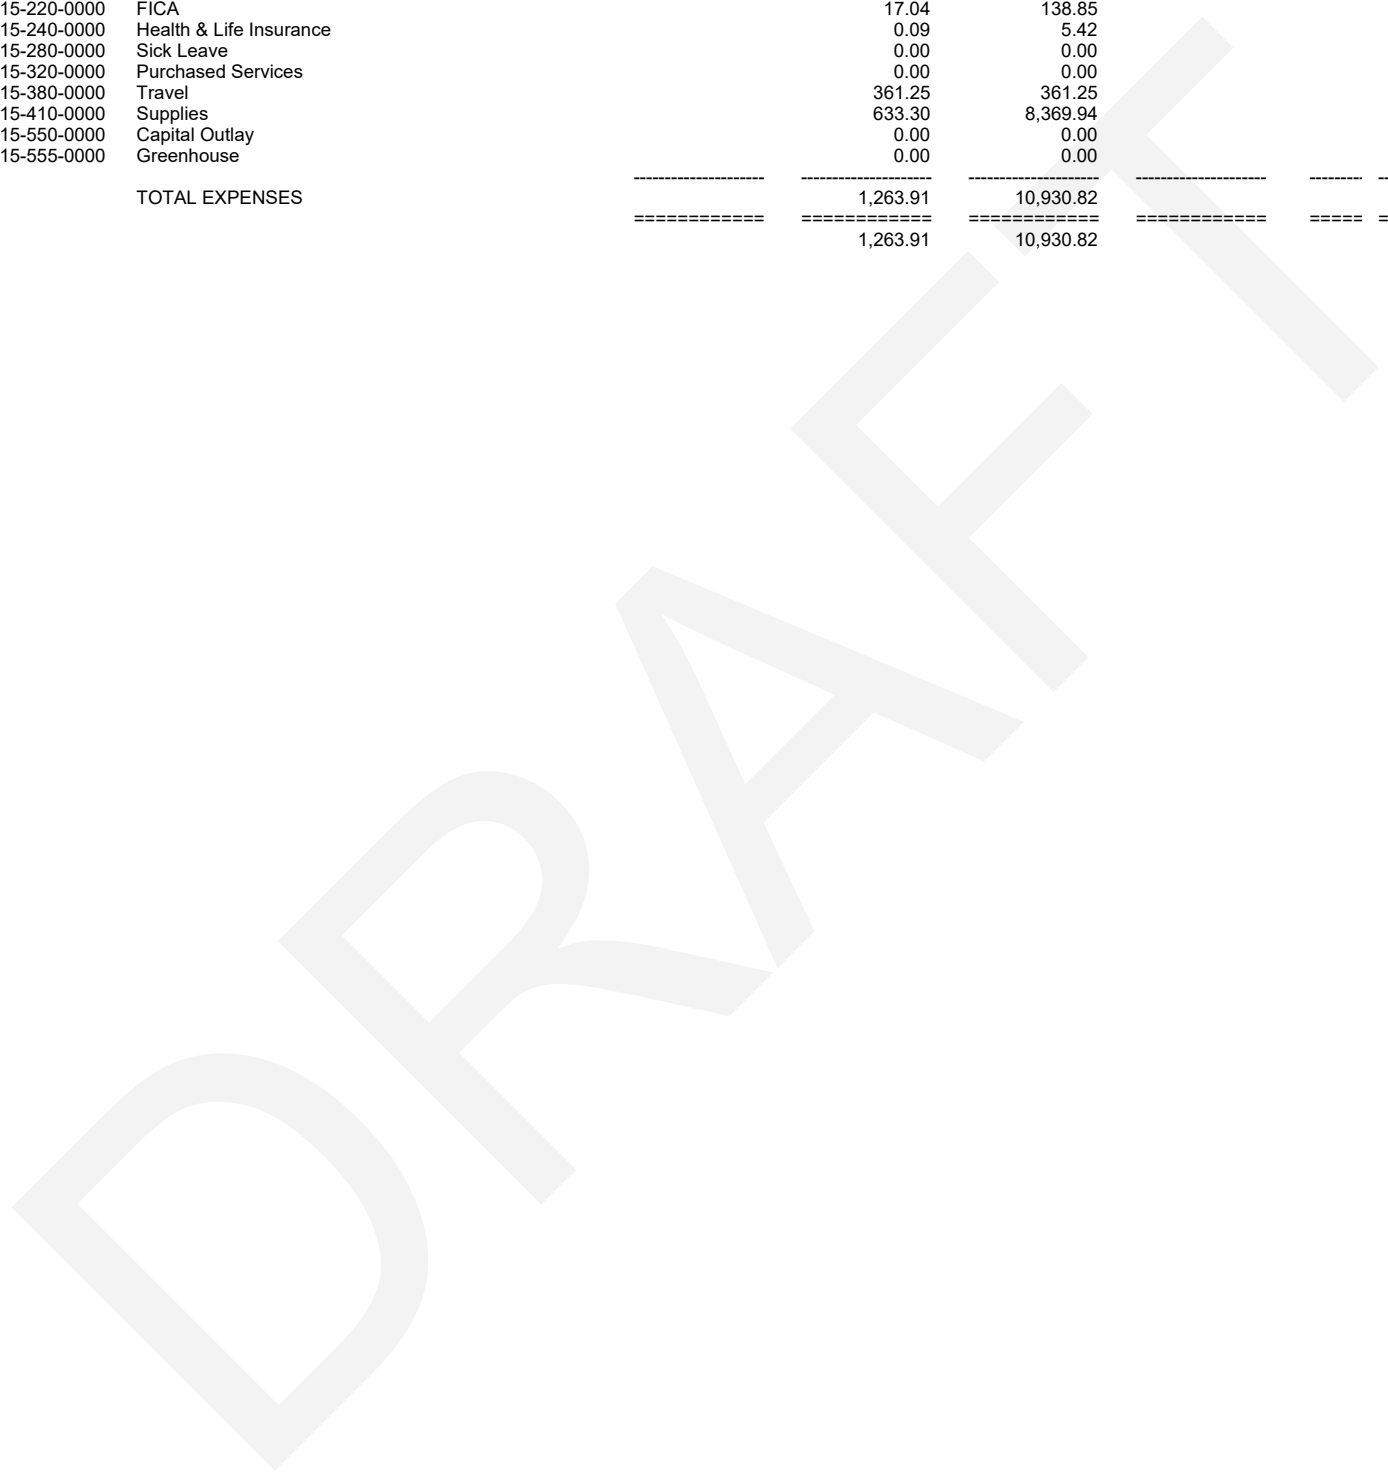 15-220-0000 FICA 17.04 138.85
15-240-0000 Health & Life Insurance 0.09 5.42
15-280-0000 Sick Leave 0.00 0.00
15-320-0000 Purchased Services 0.00 0.00
15-380-0000 Travel 361.25 361.25
15-410-0000 Supplies 633.30 8,369.94
15-550-0000 Capital Outlay 0.00 0.00
15-555-0000 Greenhouse 0.00 0.00
--------------------- --------------------- --------------------- --------------------- -------- --
TOTAL EXPENSES 1,263.91 10,930.82
============ ============ ============ ============ ===== =
1,263.91 10,930.82
DRAFT